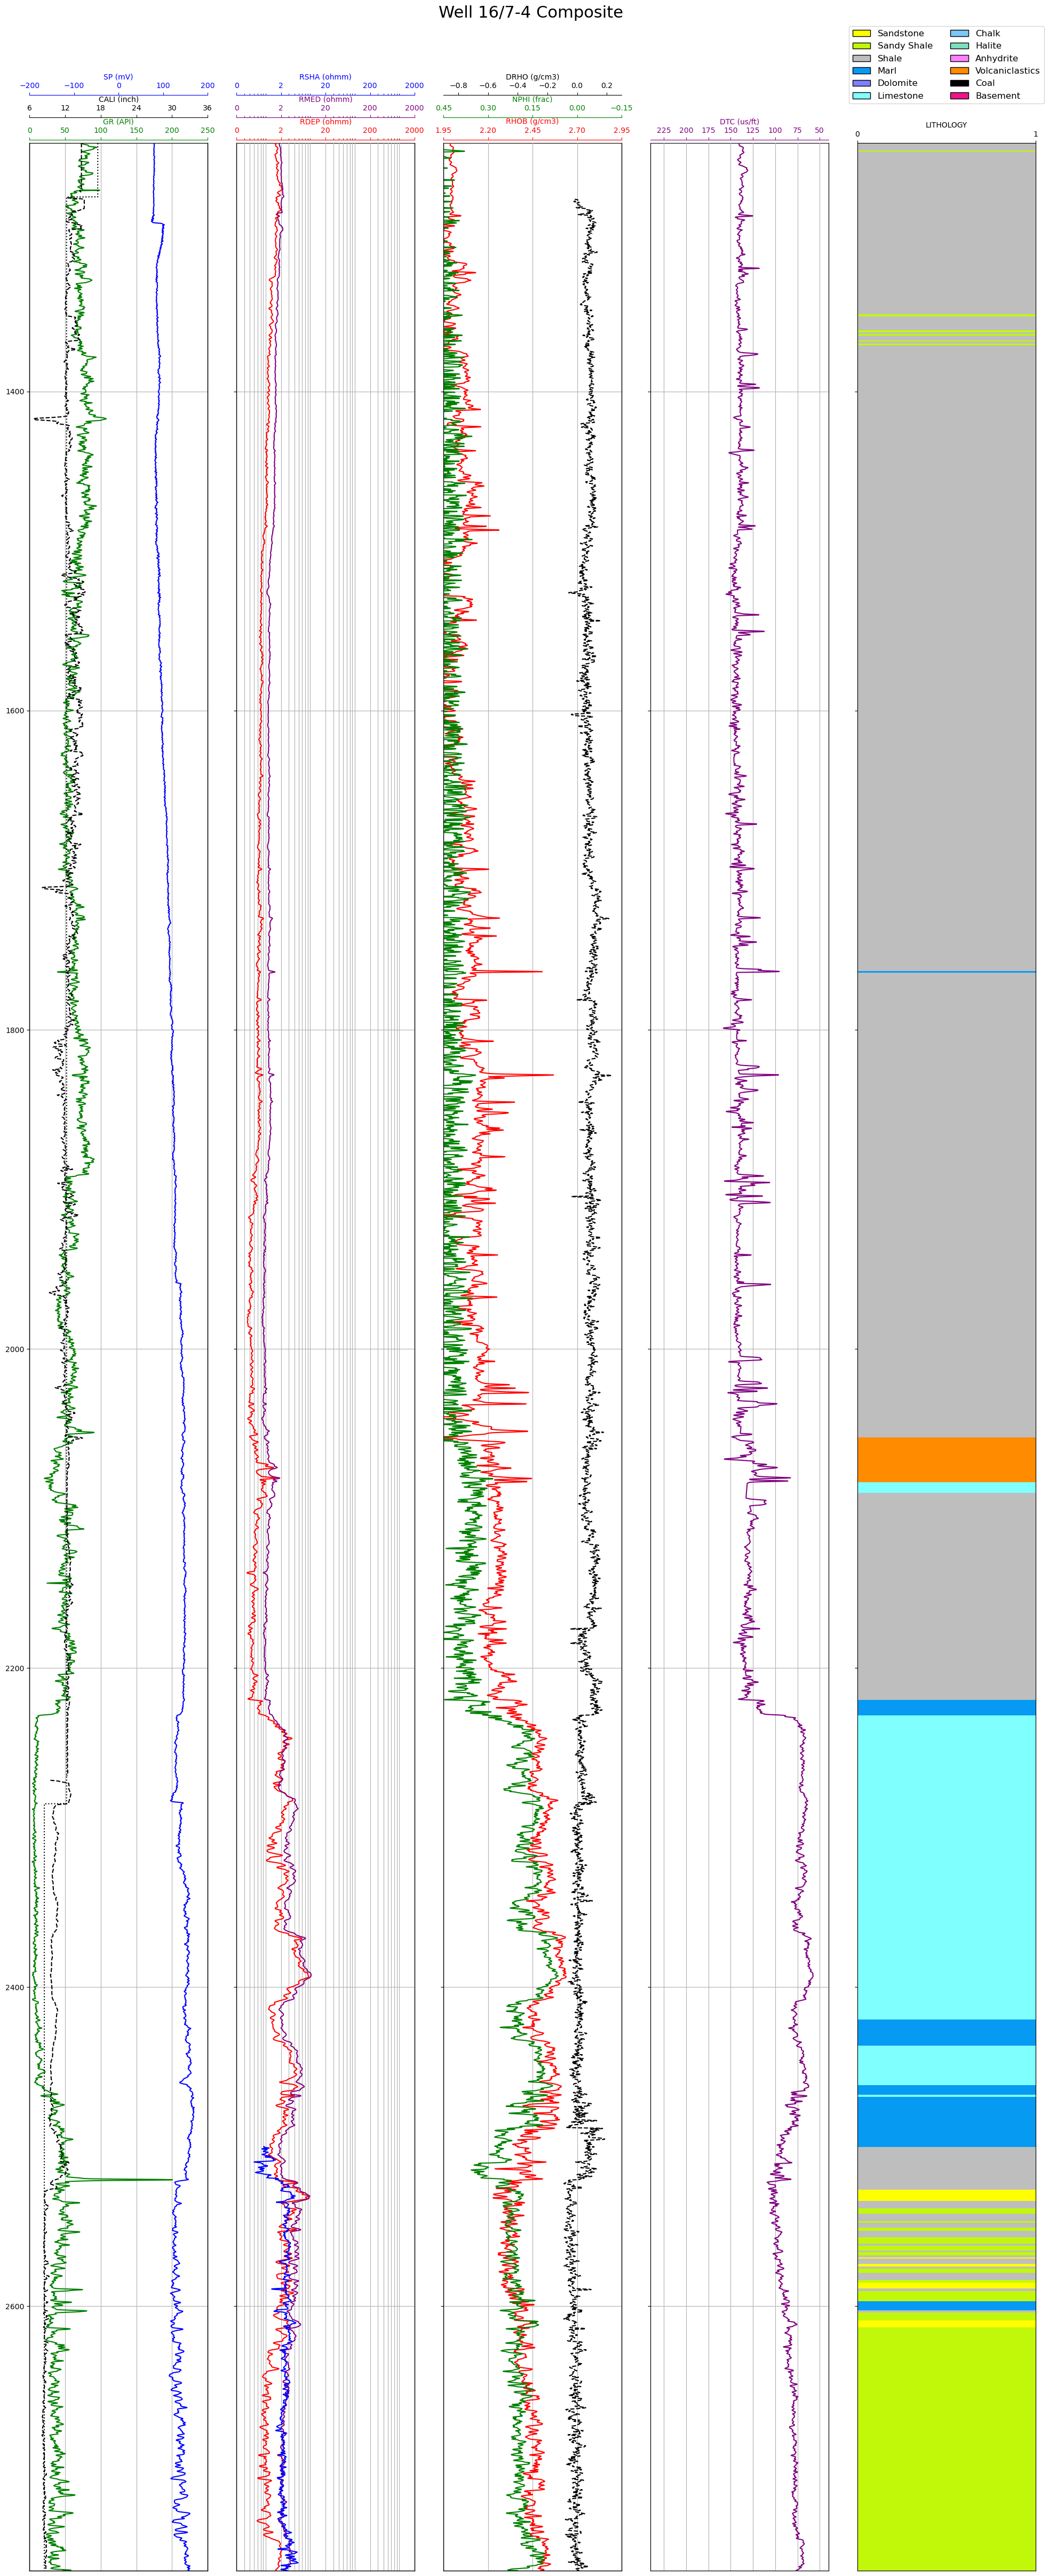 Well 16/7-4 Composite
Sandstone Chalk
Sandy Shale Halite
Shale Anhydrite
Marl Volcaniclastics
Dolomite Coal
Limestone Basement
SP (mV) RSHA (ohmm) DRHO (g/cm3)
−200 −100 0 100 200 0 2 20 200 2000 −0.8 −0.6 −0.4 −0.2 0.0 0.2
CALI (inch) RMED (ohmm) NPHI (frac)
6 12 18 24 30 36 0 2 20 200 2000 0.45 0.30 0.15 0.00 −0.15
GR (API) RDEP (ohmm) RHOB (g/cm3) DTC (us/ft) LITHOLOGY
0 50 100 150 200 250 0 2 20 200 2000 1.95 2.20 2.45 2.70 2.95 225 200 175 150 125 100 75 50 0 1
1400
1600
1800
2000
2200
2400
2600